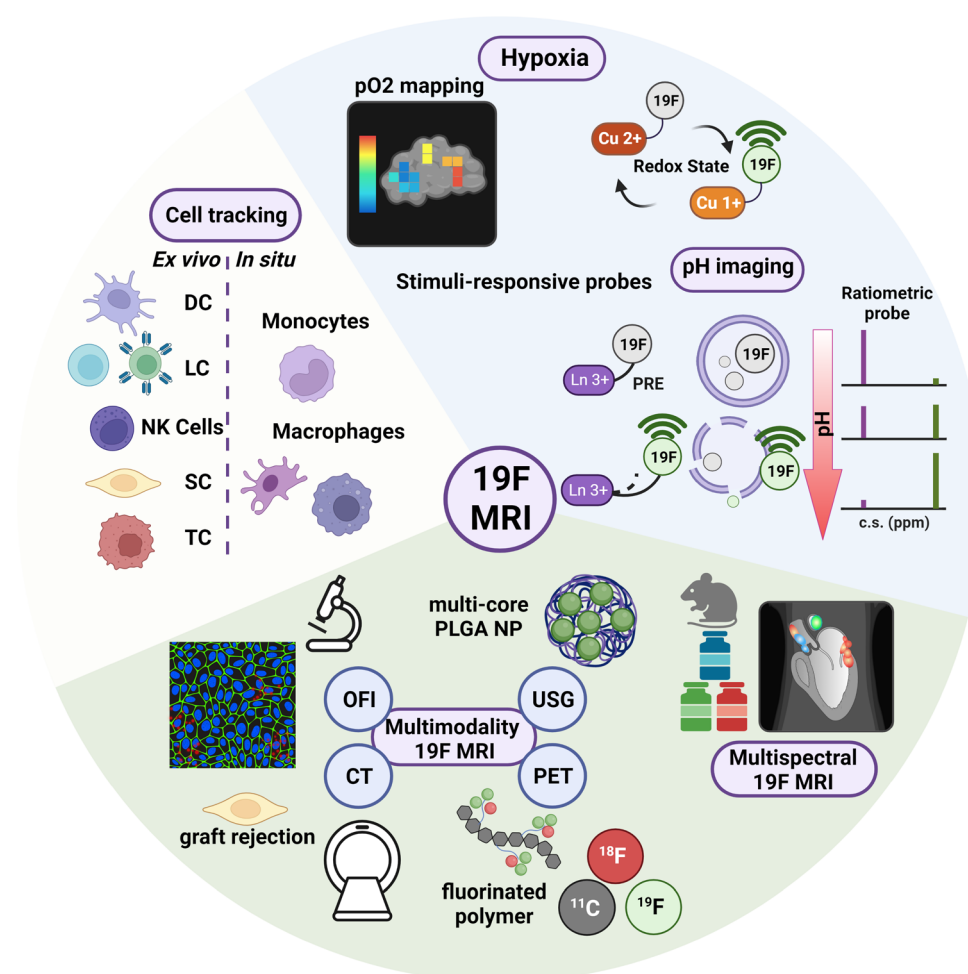 Hypoxia
pO2 mapping
19F
Cu 2+
Redox State
19F
Cu 1+
Cell tracking
Ex vivo
In situ
DC
LC
NK Cells
SC
TC
Monocytes
Macrophages
Stimuli-responsive probes
pH imaging
Ratiometric
probe
19F
Ln 3+
PRE
19F
pH
19F
Ln 3+
19F
c.s. (ppm)
19F
MRI
multi-core
PLGA NP
OFI
USG
Multimodality
19F MRI
CT
PET
Multispectral
19F MRI
graft rejection
fluorinated
polymer
¹⁸F
¹¹C
¹⁹F